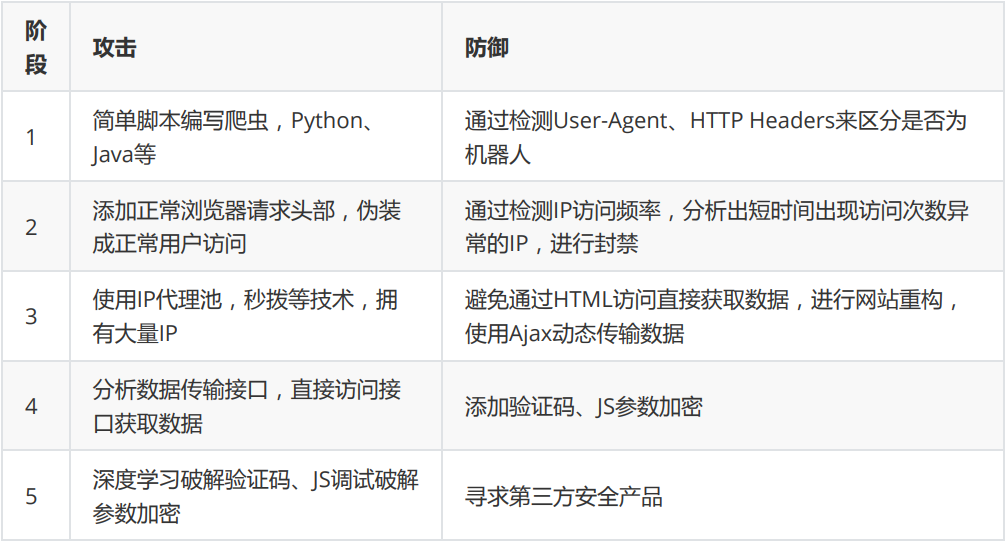 阶
段
攻击
防御
1
简单脚本编写爬虫，Python、
Java等
通过检测User-Agent、HTTP Headers来区分是否为
机器人
2
添加正常浏览器请求头部，伪装
成正常用户访问
通过检测IP访问频率，分析出短时间出现访问次数异
常的IP，进行封禁
3
使用IP代理池，秒拨等技术，拥
有大量IP
避免通过HTML访问直接获取数据，进行网站重构，
使用Ajax动态传输数据
4
分析数据传输接口，直接访问接
口获取数据
添加验证码、JS参数加密
5
深度学习破解验证码、JS调试破解
参数加密
寻求第三方安全产品